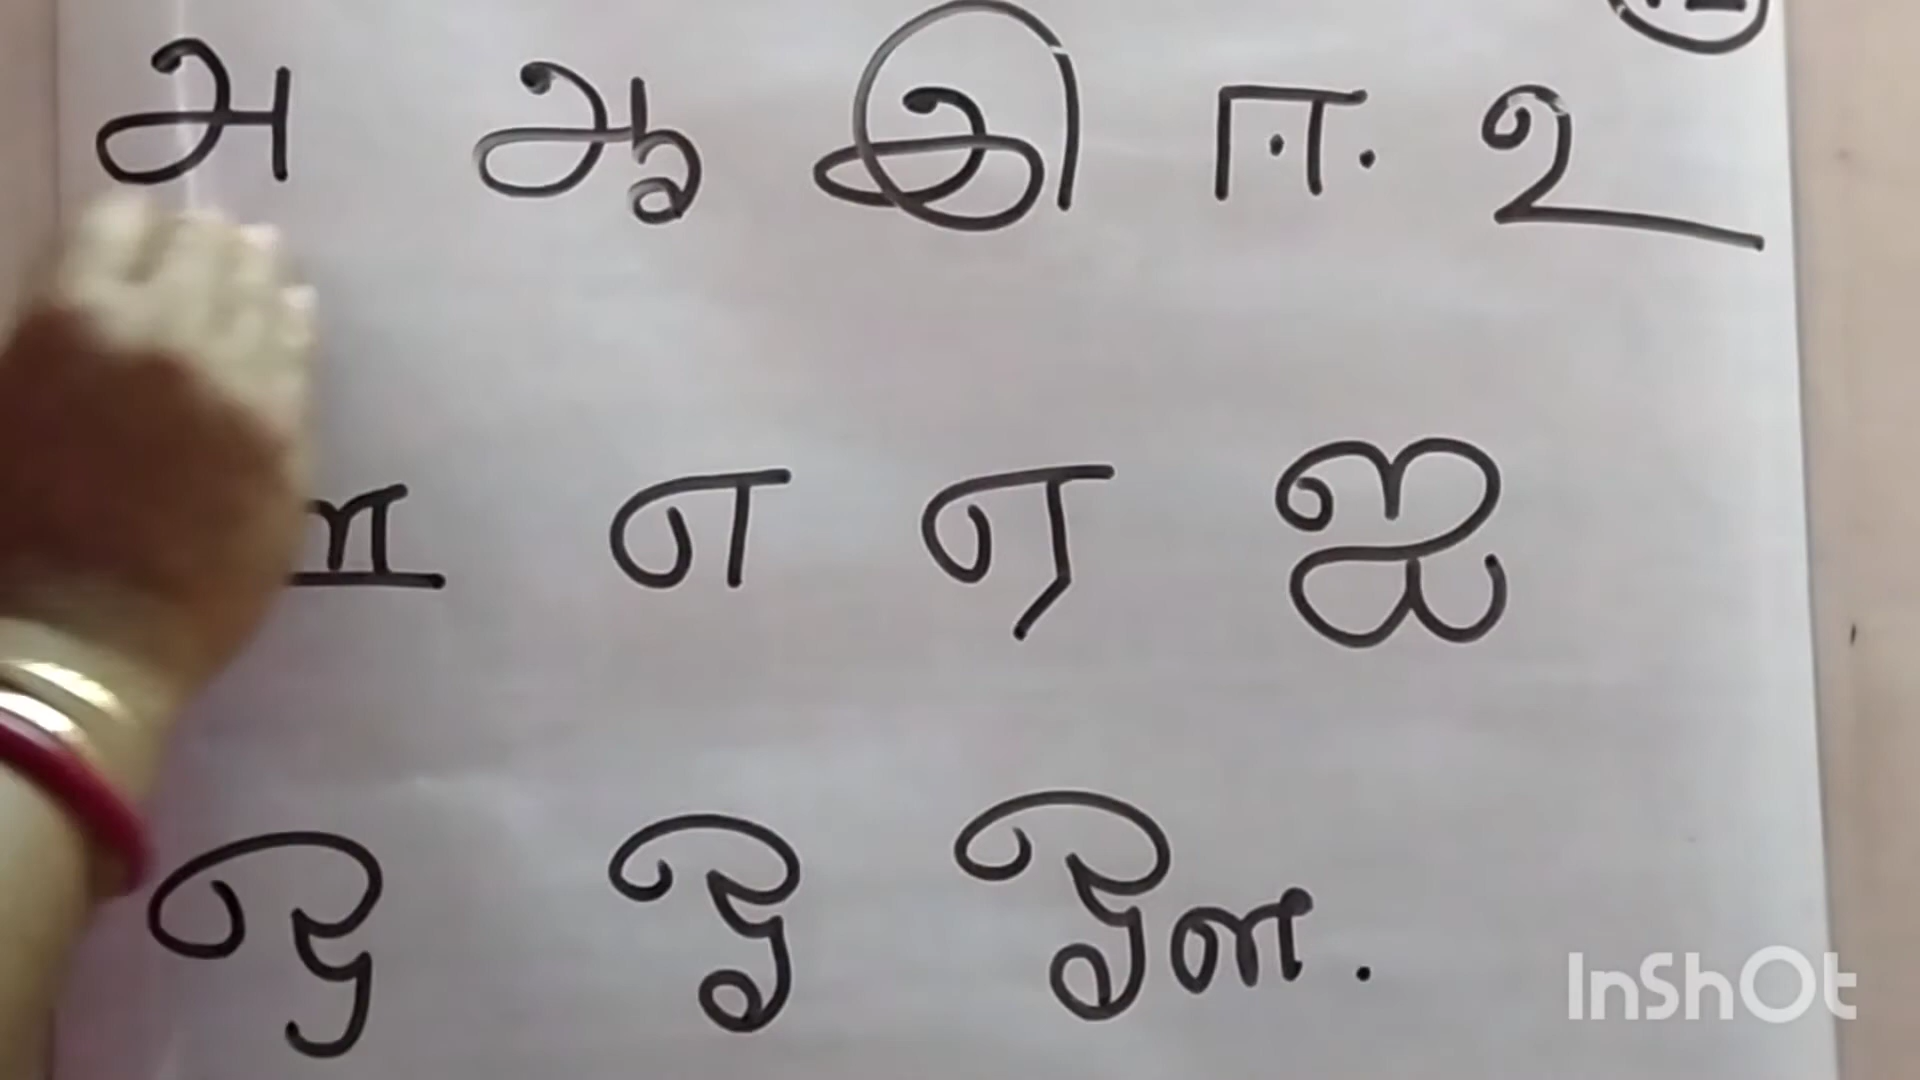 அ ஆ இ ஈ உ
எ ஏ ஐ
ஒ ஓ ஔ .
InShOt